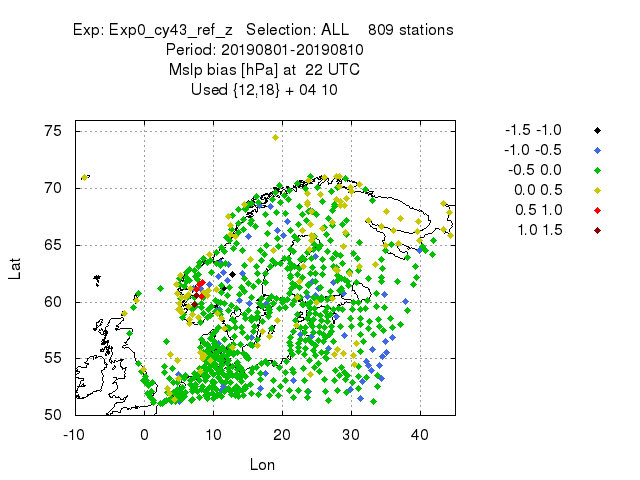 Exp: Exp0_cy43_ref_z Selection: ALL 809 stations
Period: 20190801-20190810
Mslp bias [hPa] at 22 UTC
Used {12,18} + 04 10
75
70
65
60
55
50
Lat
-10 0 10 20 30 40
Lon
-1.5 -1.0
-1.0 -0.5
-0.5 0.0
0.0 0.5
0.5 1.0
1.0 1.5